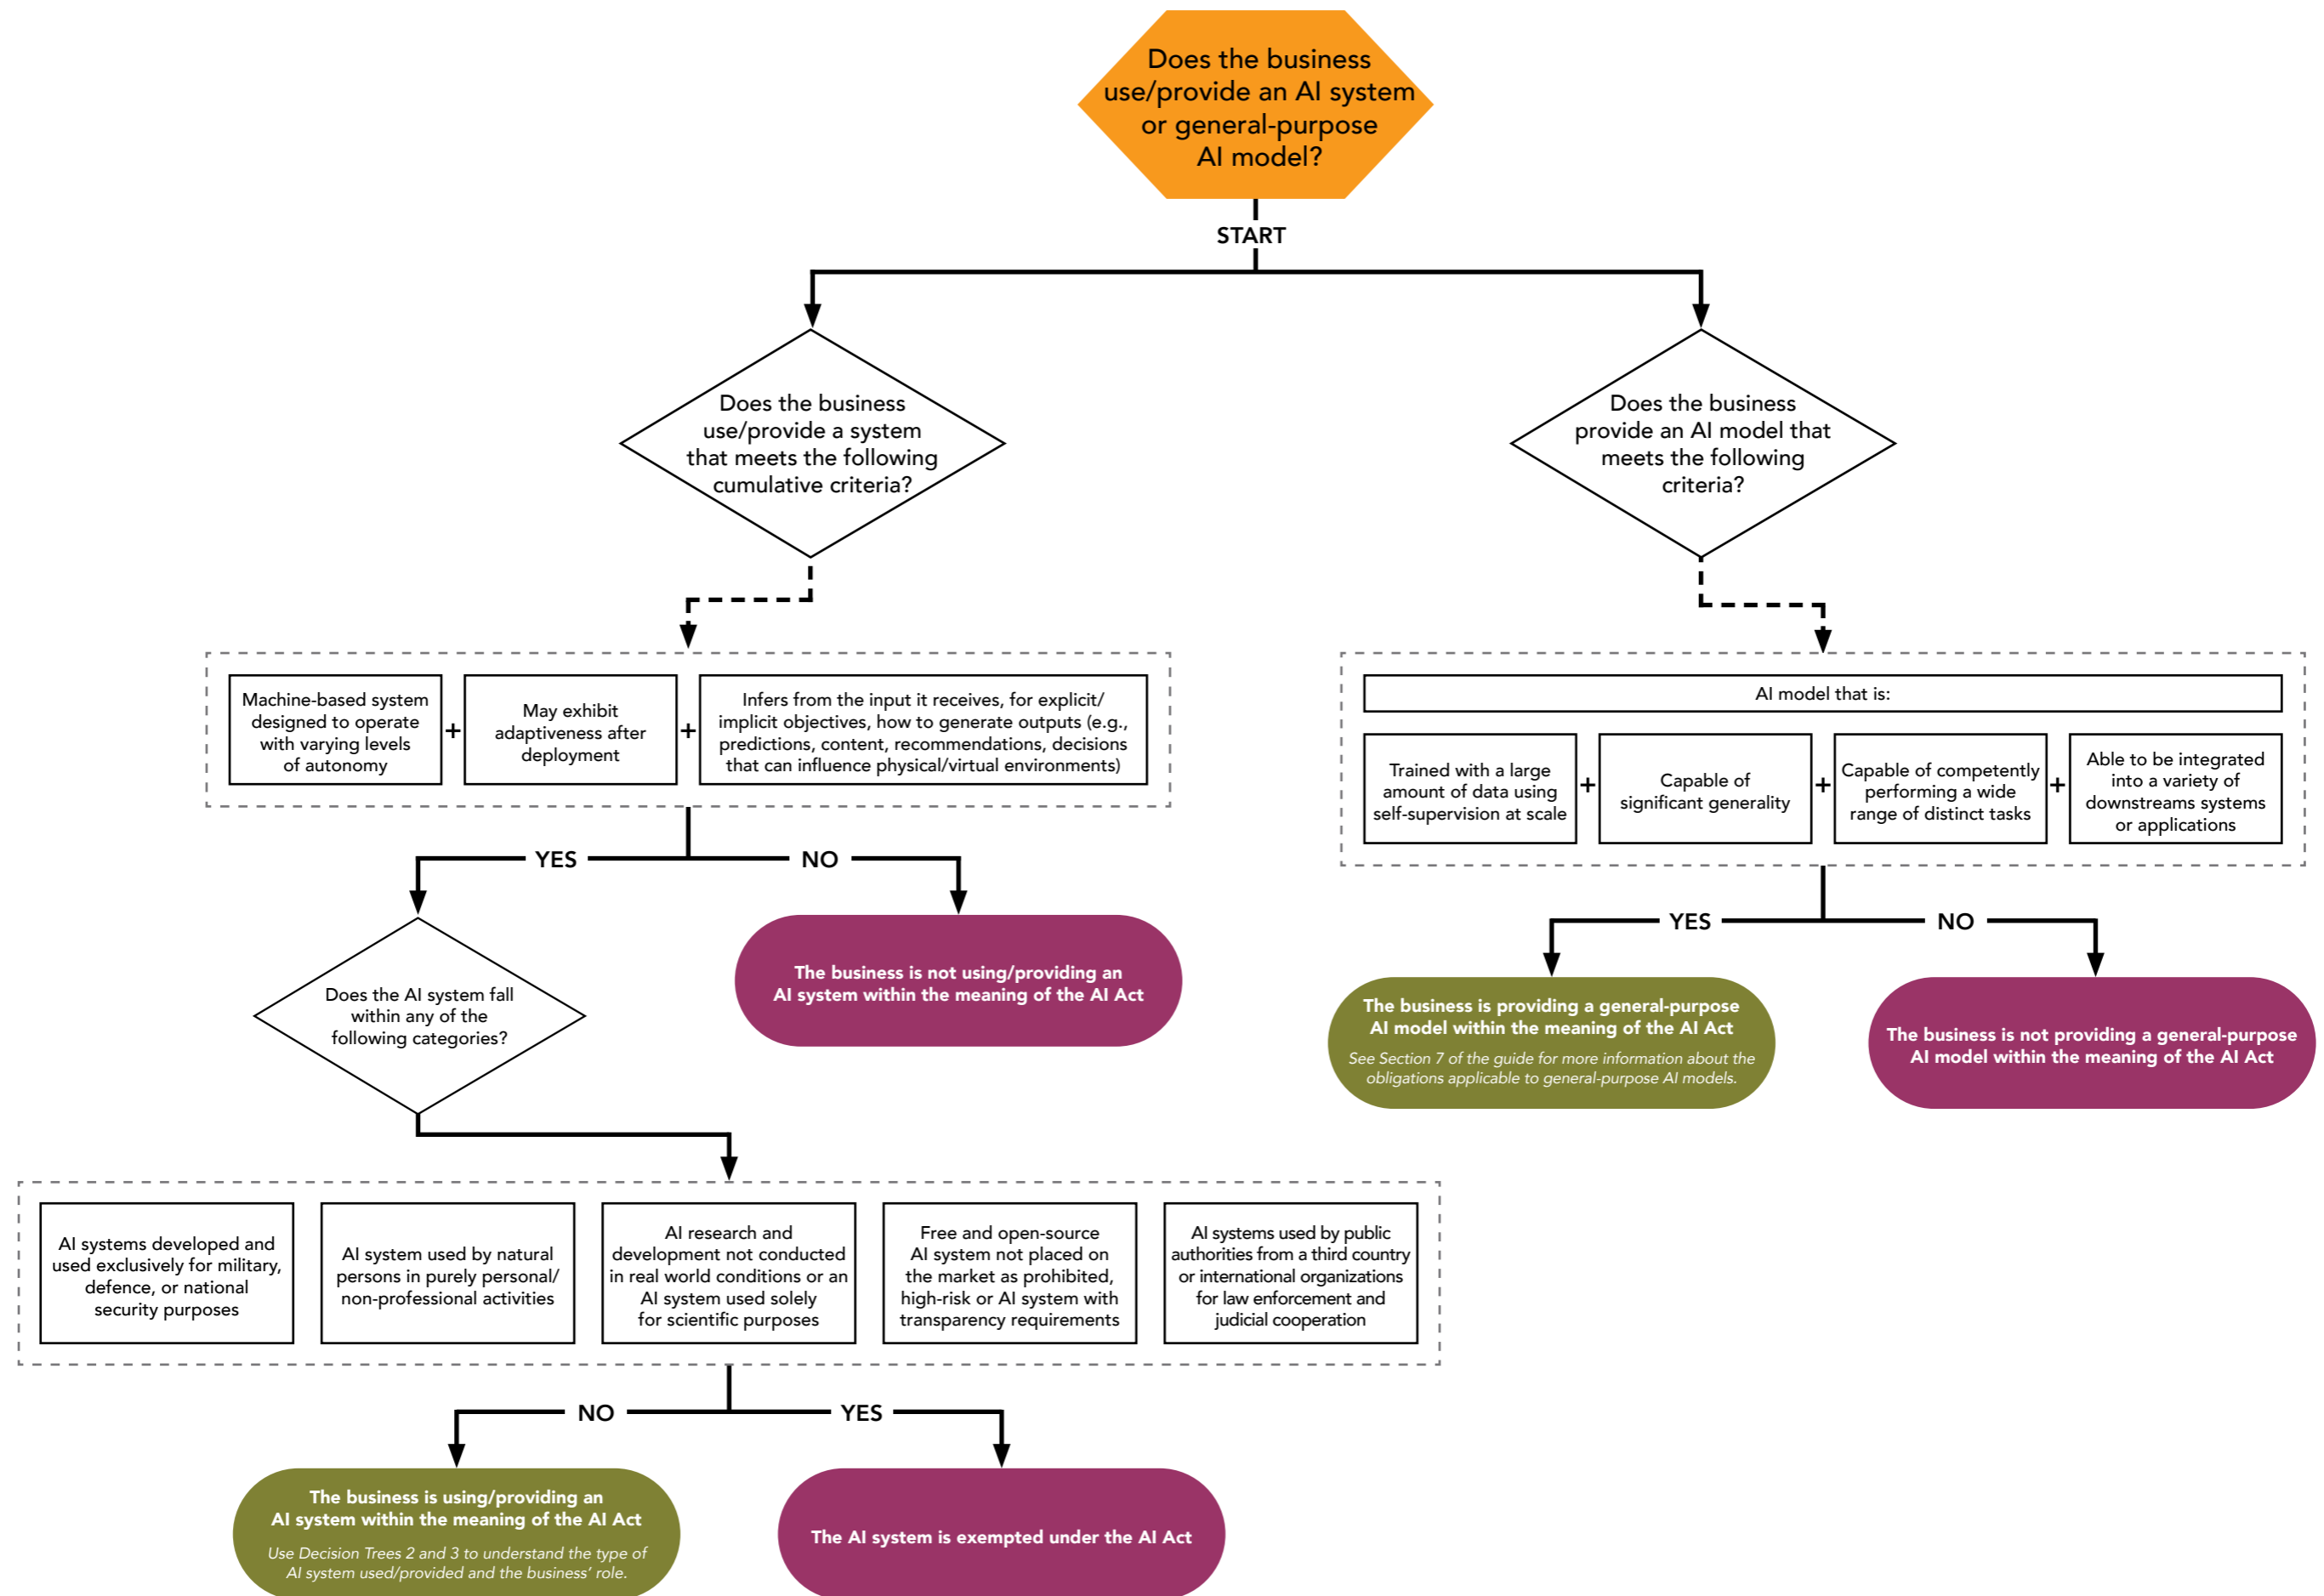 Does the business
use/provide an AI system
or general-purpose
AI model?
START
Does the business
use/provide a system
that meets the following
cumulative criteria?
Does the business
provide an AI model that
meets the following
criteria?
Machine-based system
designed to operate
with varying levels
of autonomy
+
May exhibit
adaptiveness after
deployment
+
Infers from the input it receives, for explicit/
implicit objectives, how to generate outputs (e.g.,
predictions, content, recommendations, decisions
that can influence physical/virtual environments)
AI model that is:
Trained with a large
amount of data using
self-supervision at scale
+
Capable of
significant generality
+
Capable of competently
performing a wide
range of distinct tasks
+
Able to be integrated
into a variety of
downstreams systems
or applications
YES
NO
YES
NO
Does the AI system fall
within any of the
following categories?
The business is not using/providing an
AI system within the meaning of the AI Act
The business is providing a general-purpose
AI model within the meaning of the AI Act
See Section 7 of the guide for more information about the
obligations applicable to general-purpose AI models.
The business is not providing a general-purpose
AI model within the meaning of the AI Act
AI systems developed and
used exclusively for military,
defence, or national
security purposes
AI system used by natural
persons in purely personal/
non-professional activities
AI research and
development not conducted
in real world conditions or an
AI system used solely
for scientific purposes
Free and open-source
AI system not placed on
the market as prohibited,
high-risk or AI system with
transparency requirements
AI systems used by public
authorities from a third country
or international organizations
for law enforcement and
judicial cooperation
NO
YES
The business is using/providing an
AI system within the meaning of the AI Act
Use Decision Trees 2 and 3 to understand the type of
AI system used/provided and the business’ role.
The AI system is exempted under the AI Act